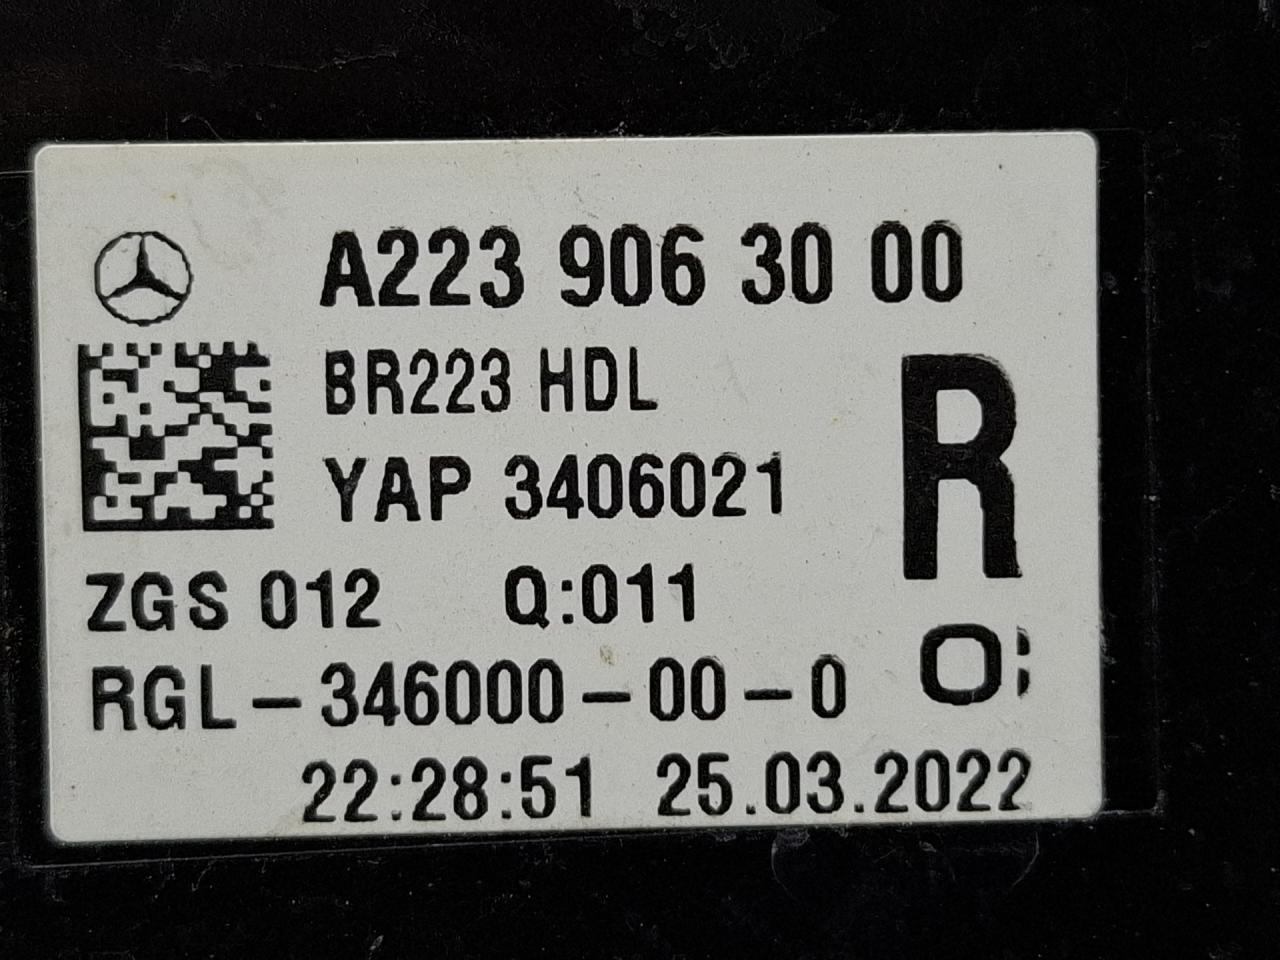 A223 906 30 00
BR223 HDL
YAP 3406021
R
ZGS 012 Q:011
RGL-346000-00-0
O:
22:28:51 25.03.2022